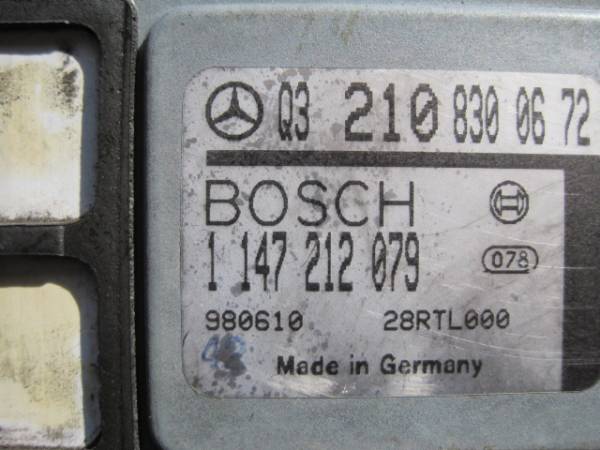 Q3 210 830 06 72
BOSCH
1 147 212 079
078
980610 28RTL000
Made in Germany